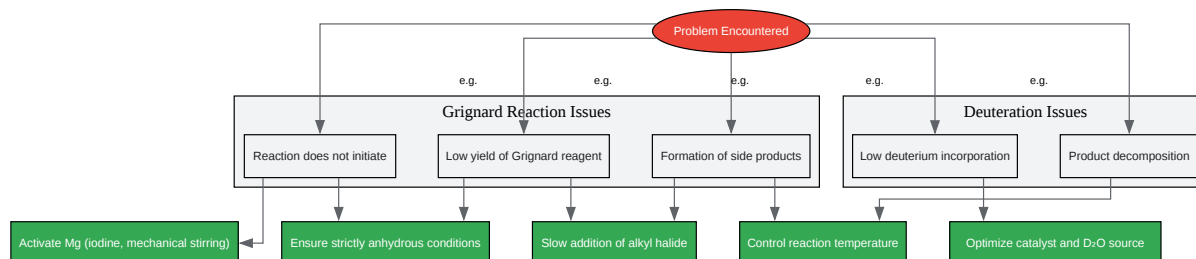 Problem Encountered
e.g.
e.g.
e.g.
e.g.
e.g.
Grignard Reaction Issues
Deuteration Issues
Reaction does not initiate
Low yield of Grignard reagent
Formation of side products
Low deuterium incorporation
Product decomposition
Activate Mg (iodine, mechanical stirring)
Ensure strictly anhydrous conditions
Slow addition of alkyl halide
Control reaction temperature
Optimize catalyst and D₂O source